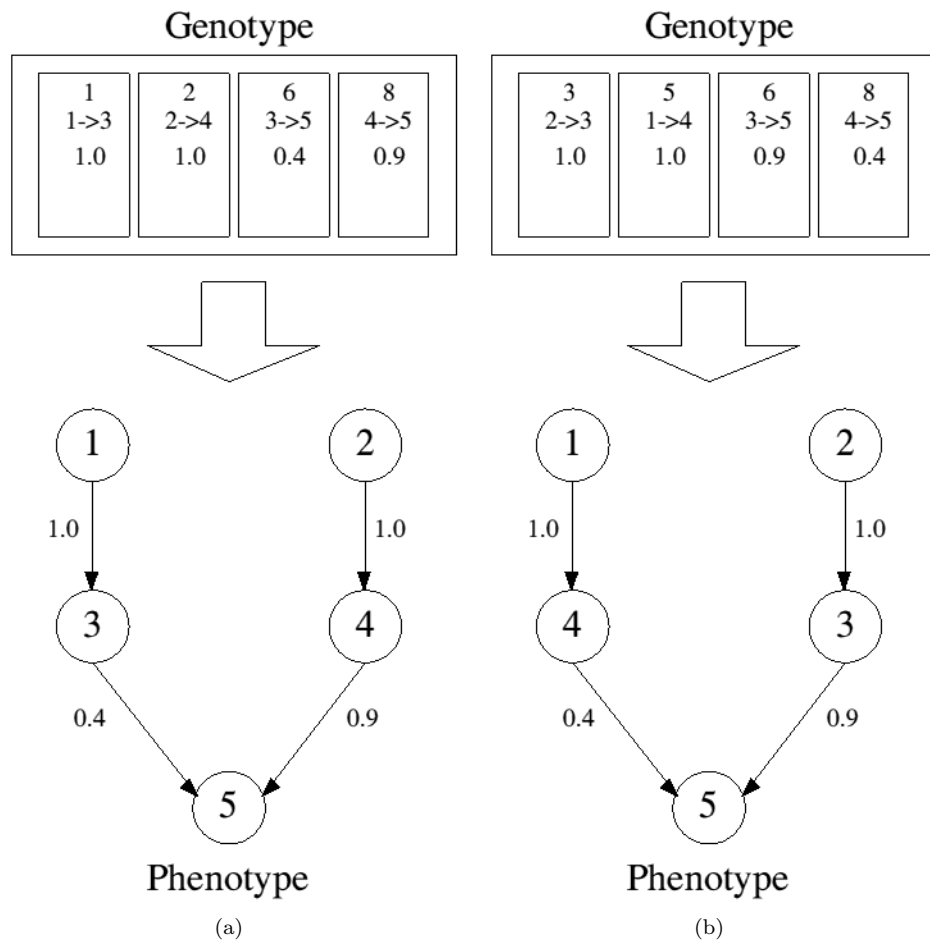 Genotype
1 2 6 8
1->3 2->4 3->5 4->5
1.0 1.0 0.4 0.9
1 2
1.0 1.0
3 4
0.4 0.9
5
Phenotype
(a)
Genotype
3 5 6 8
2->3 1->4 3->5 4->5
1.0 1.0 0.9 0.4
1 2
1.0 1.0
4 3
0.4 0.9
5
Phenotype
(b)